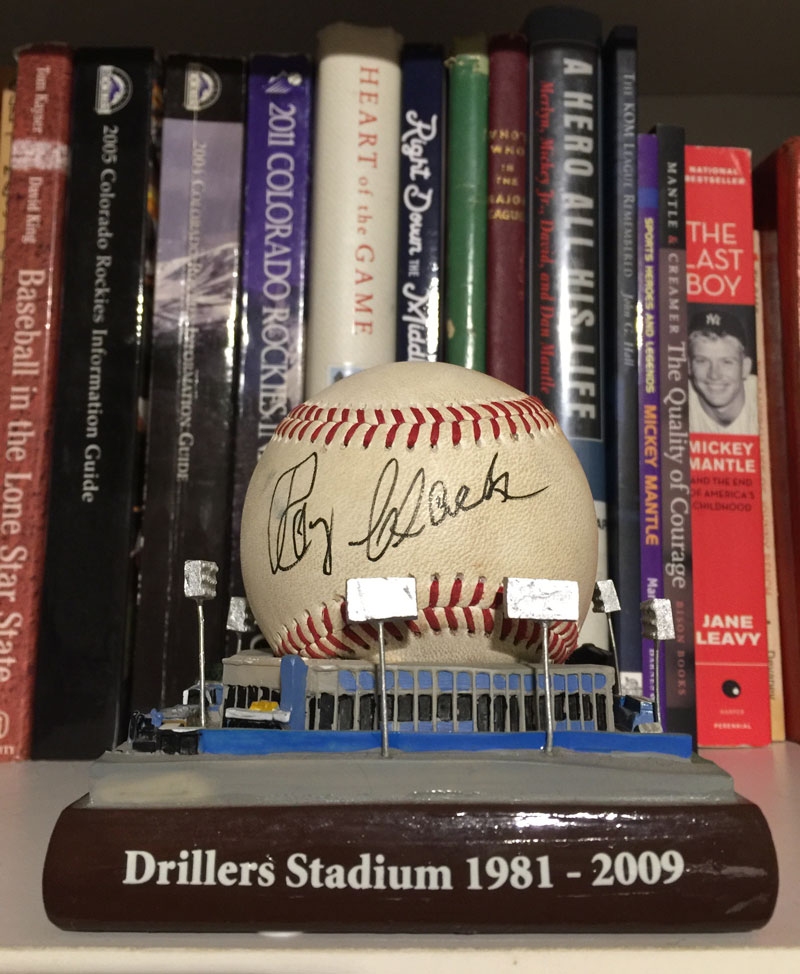 Tom Kayser David King Baseball in the Lone Star State
2005 Colorado Rockies Information Guide
INFORMATION GUIDE
2011 COLORADO ROCKIES
HEART of the GAME
Right Down THE Middle
WHO'S WHO IN THE MAJOR LEAGUES
A HERO ALL HIS LIFE
Merlyn, Mickey Jr., David, and Dan Mantle
THE KOM LEAGUE REMEMBERED John G. Hall
SPORTS HEROES AND LEGENDS MICKEY MANTLE
MANTLE & CREAMER The Quality of Courage BISON BOOKS
NATIONAL BESTSELLER
THE LAST BOY
MICKEY MANTLE
AND THE END OF AMERICA'S CHILDHOOD
JANE LEAVY
HARPER PERENNIAL
Drillers Stadium 1981 - 2009